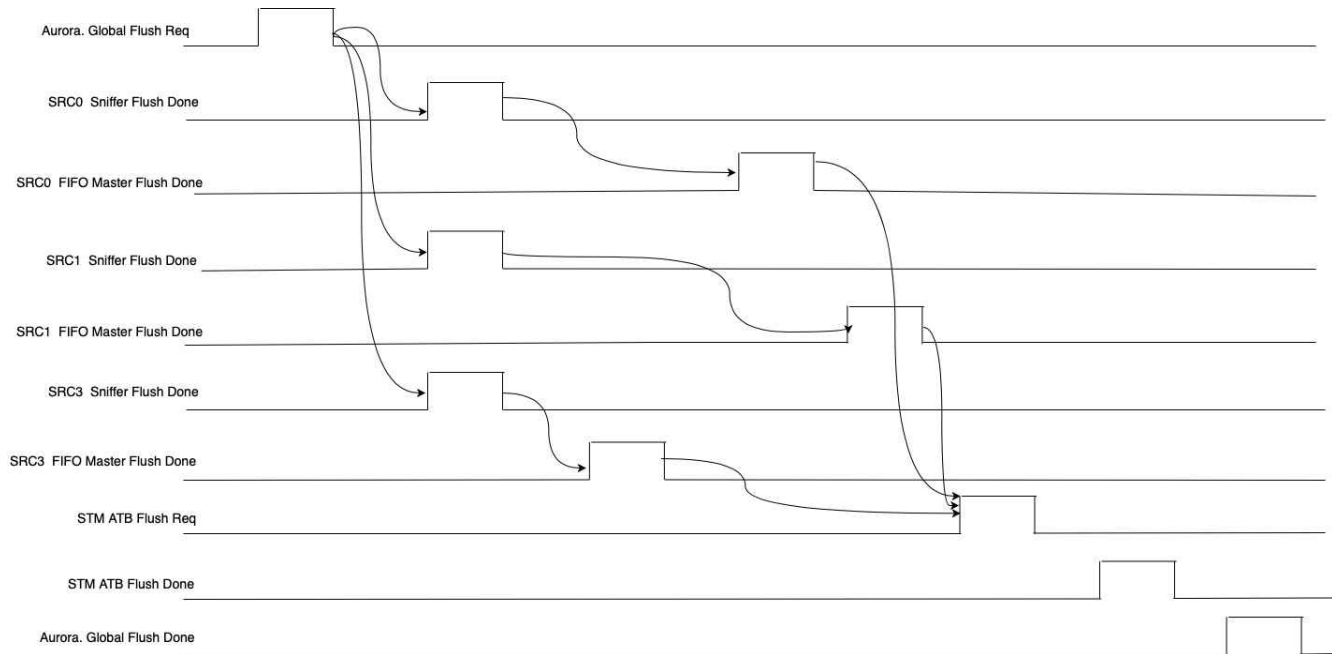 Aurora. Global Flush Req
SRC0 Sniffer Flush Done
SRC0 FIFO Master Flush Done
SRC1 Sniffer Flush Done
SRC1 FIFO Master Flush Done
SRC3 Sniffer Flush Done
SRC3 FIFO Master Flush Done
STM ATB Flush Req
STM ATB Flush Done
Aurora. Global Flush Done